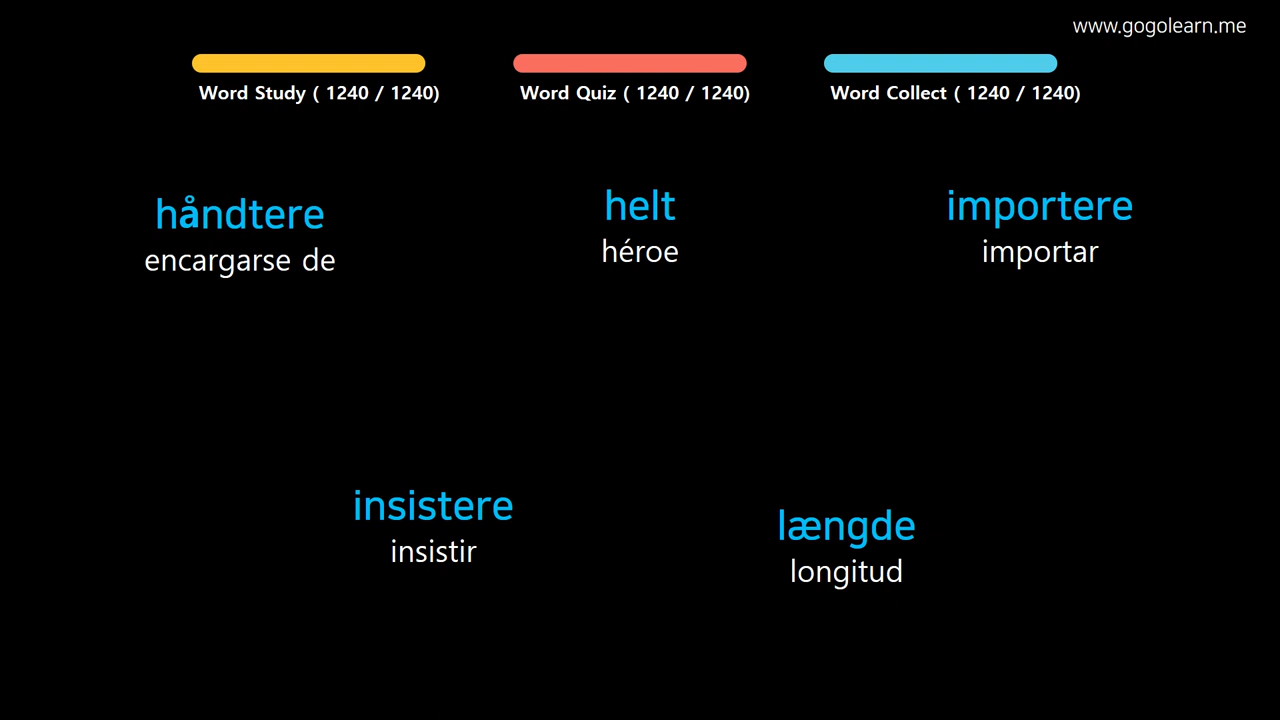 www.gogolearn.me
Word Study ( 1240 / 1240)
Word Quiz ( 1240 / 1240)
Word Collect ( 1240 / 1240)
håndtere
encargarse de
helt
héroe
importere
importar
insistere
insistir
længde
longitud